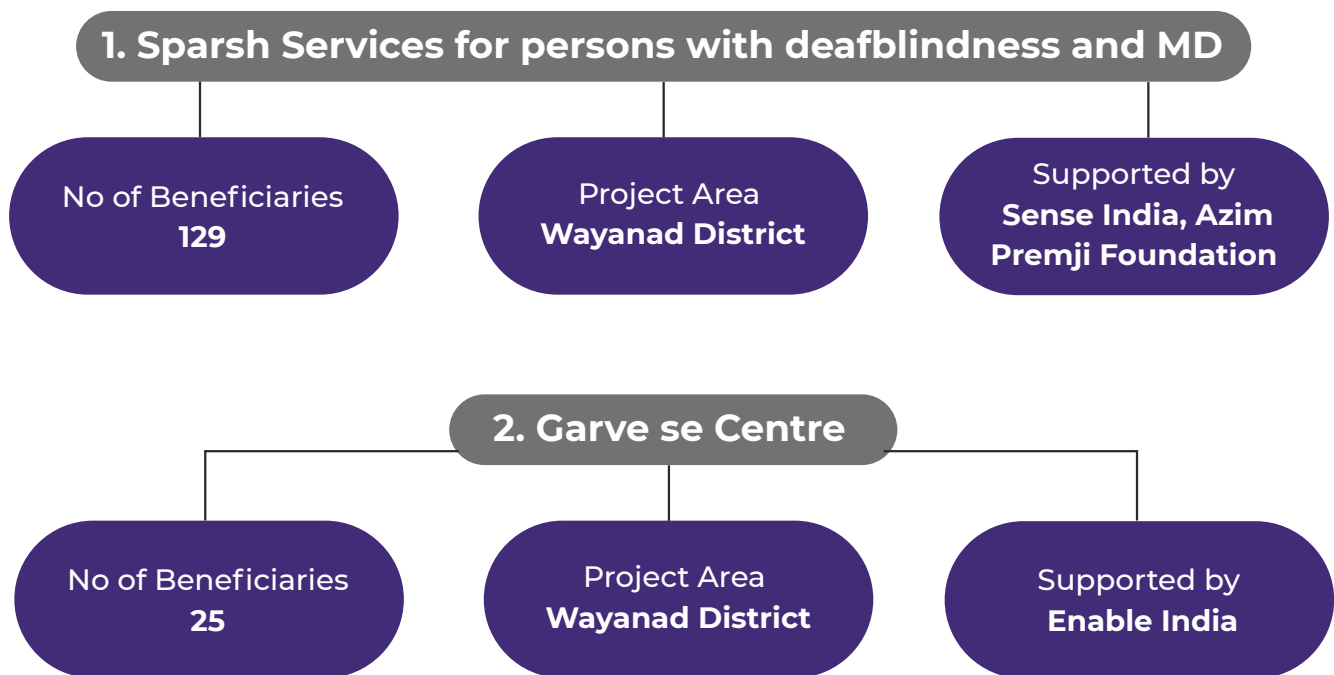 1. Sparsh Services for persons with deafblindness and MD
No of Beneficiaries
129
Project Area
Wayanad District
Supported by
Sense India, Azim
Premji Foundation
2. Garve se Centre
No of Beneficiaries
25
Project Area
Wayanad District
Supported by
Enable India